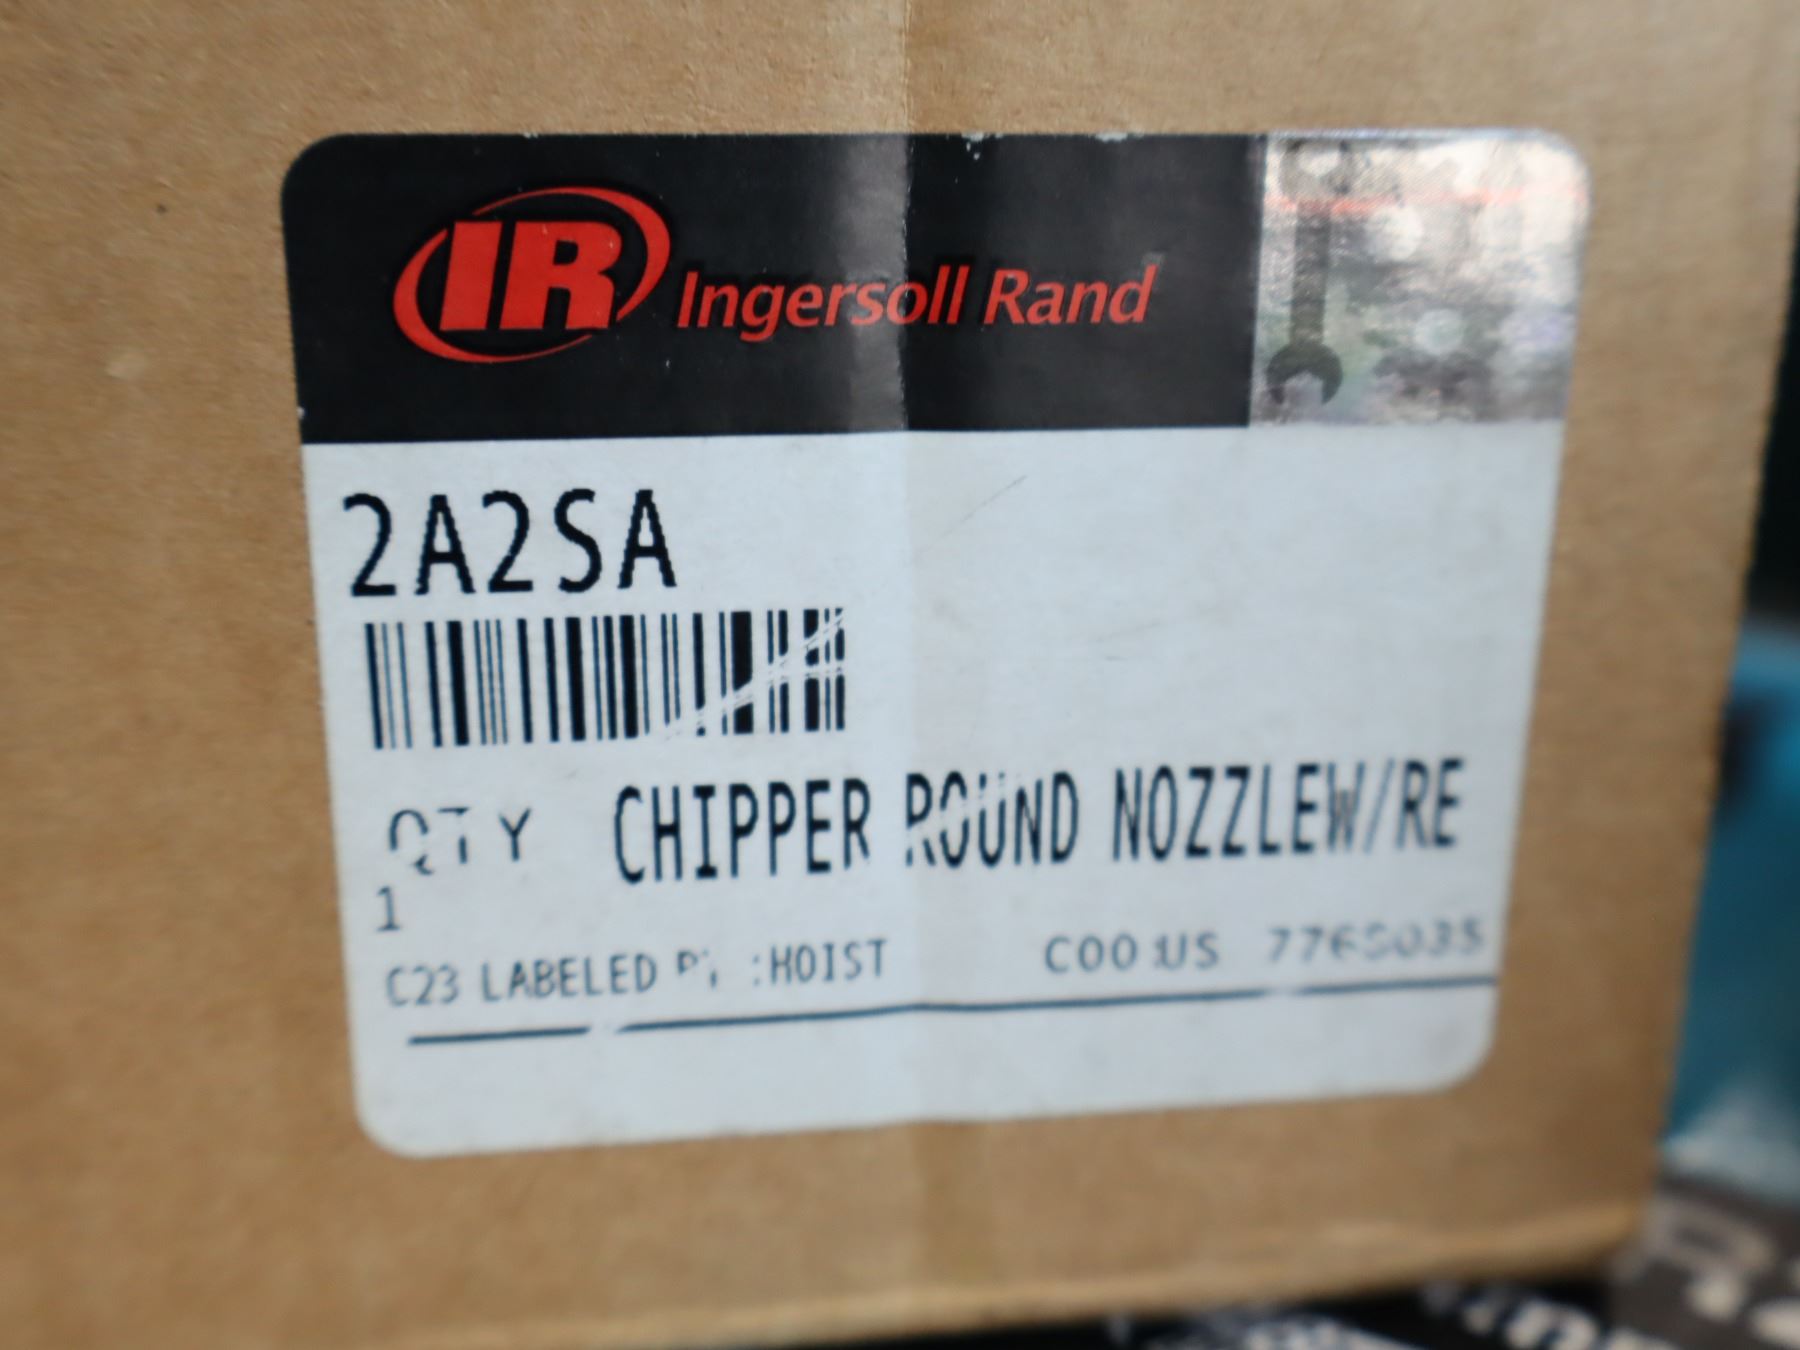 IR Ingersoll Rand
2A2SA
QTY CHIPPER ROUND NOZZLEW/RE
1
C23 LABELED :HOIST COO:US